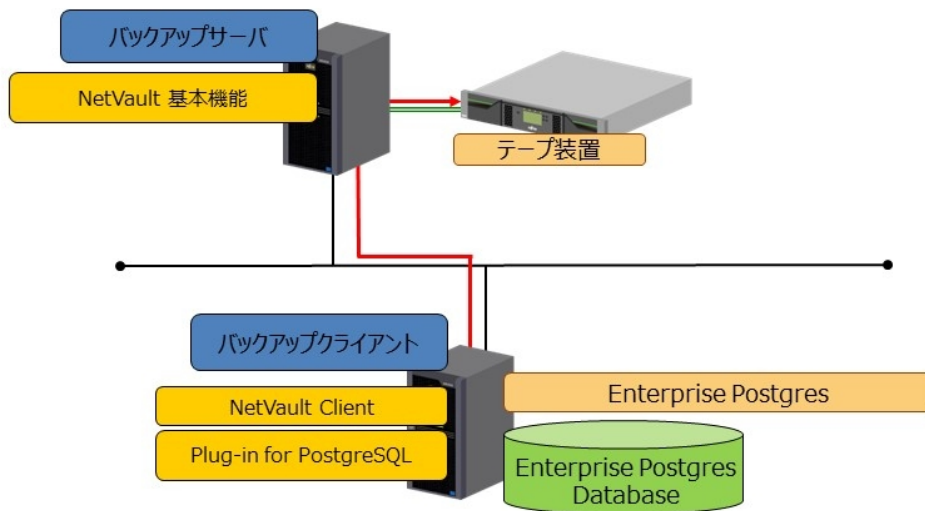 バックアップサーバ
NetVault 基本機能
テープ装置
バックアップクライアント
NetVault Client
Plug-in for PostgreSQL
Enterprise Postgres
Enterprise Postgres
Database